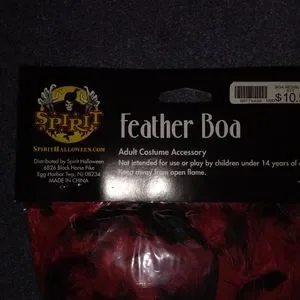 SPIRIT
SPIRITHALLOWEEN.COM
Distributed by Spirit Halloween
6826 Black Horse Pike
Egg Harbor Twp, NJ 08234
MADE IN CHINA
Feather Boa
Adult Costume Accessory
Not intended for use or play by children under 14 years of
Keep away from open flame.
$10.